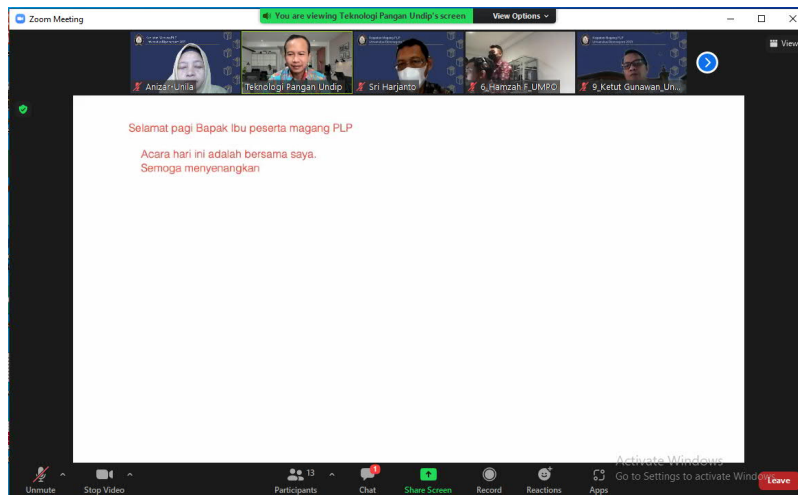 Zoom Meeting
You are viewing Teknologi Pangan Undip's screen
View Options
View
Anizar-Unila
Teknologi Pangan Undip
Sri Harjanto
6_Hamzah F_UMPO
9_Ketut Gunawan_Un...
Selamat pagi Bapak Ibu peserta magang PLP
Acara hari ini adalah bersama saya.
Semoga menyenangkan
Activate Windows
Go to Settings to activate Windows.
13
1
Unmute
Stop Video
Participants
Chat
Share Screen
Record
Reactions
Apps
Leave